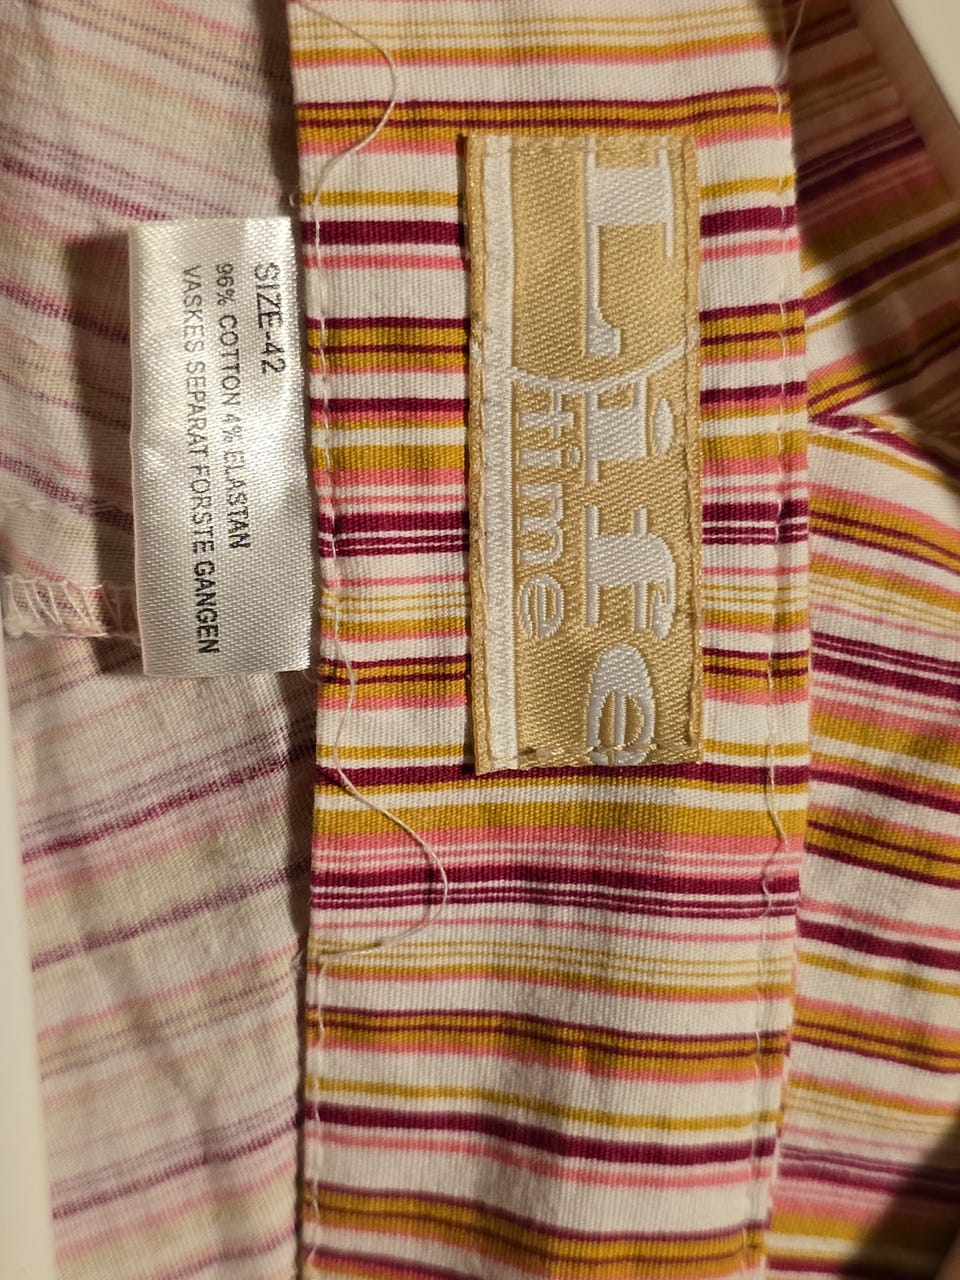 SIZE-42
96% COTTON 4% ELASTAN
VASKES SEPARAT FORSTE GANGEN
Life
time